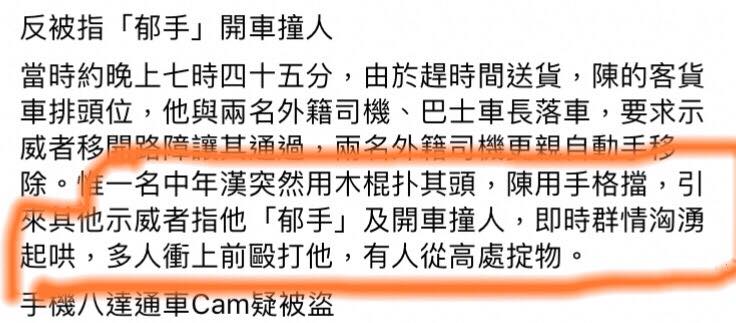 反被指「郁手」開車撞人
當時約晚上七時四十五分，由於趕時間送貨，陳的客貨
車排頭位，他與兩名外籍司機、巴士車長落車，要求示
威者移開路障讓其通過，兩名外籍司機更親自動手移
除。惟一名中年漢突然用木棍扑其頭，陳用手格擋，引
來其他示威者指他「郁手」及開車撞人，即時群情洶湧
起哄，多人衝上前毆打他，有人從高處掟物。
手機八達通車Cam疑被盜